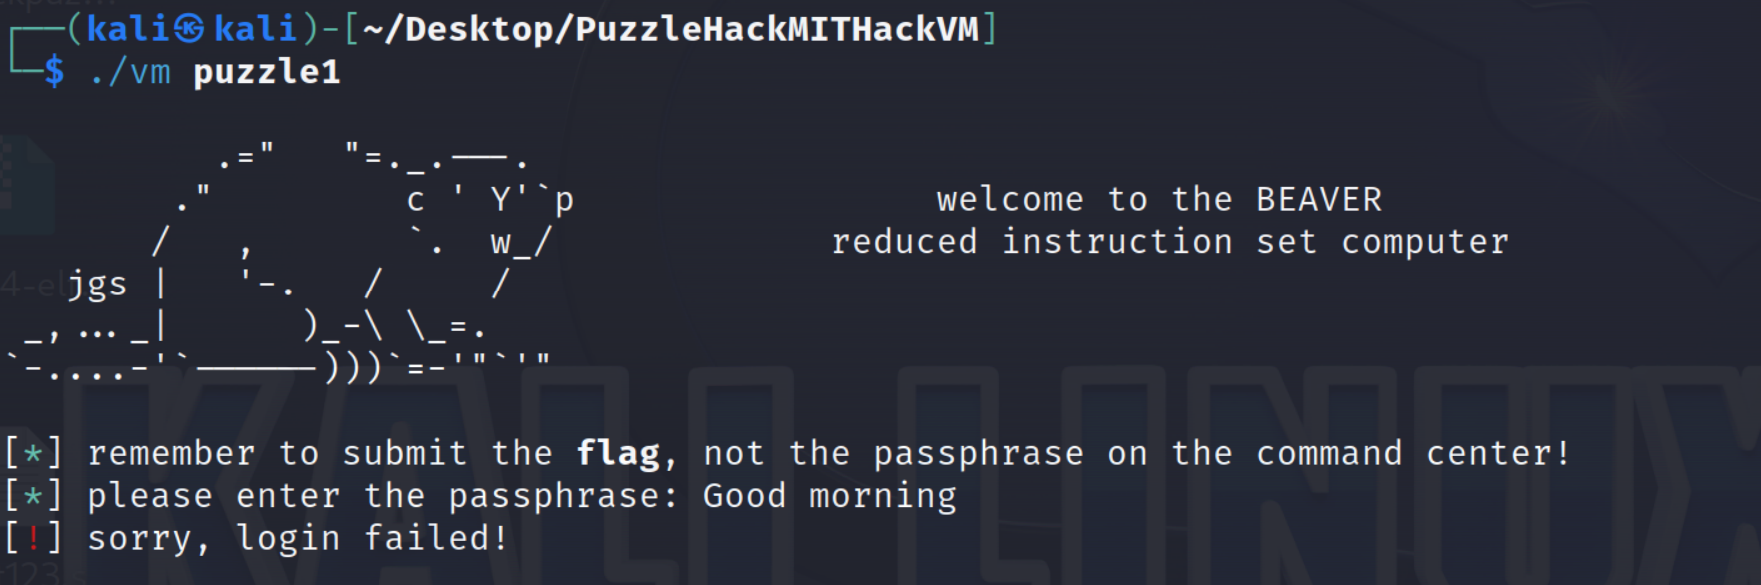 ┌──(kali㉿kali)-[~/Desktop/PuzzleHackMITHackVM]
└─$ ./vm puzzle1
.="    "=._.---.
."         c ' Y'`p                 welcome to the BEAVER
/   ,       `.  w_/             reduced instruction set computer
jgs |   '-.   /     /
_,..._|      )_-\ \_=.
`-....-'`------)))`=-'"`'"
[*] remember to submit the flag, not the passphrase on the command center!
[*] please enter the passphrase: Good morning
[!] sorry, login failed!